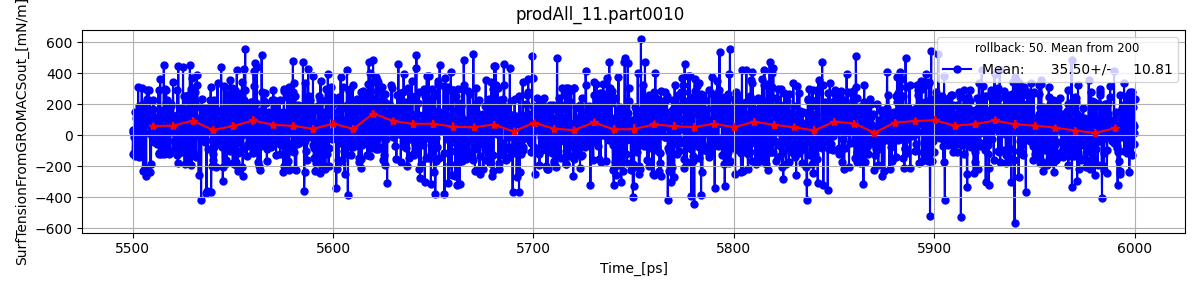 prodAll_11.part0010
SurfTensionFromGROMACSout_[mN/m]
600
400
200
0
−200
−400
−600
rollback: 50. Mean from 200
Mean: 35.50+/- 10.81
5500
5600
5700
5800
5900
6000
Time_[ps]